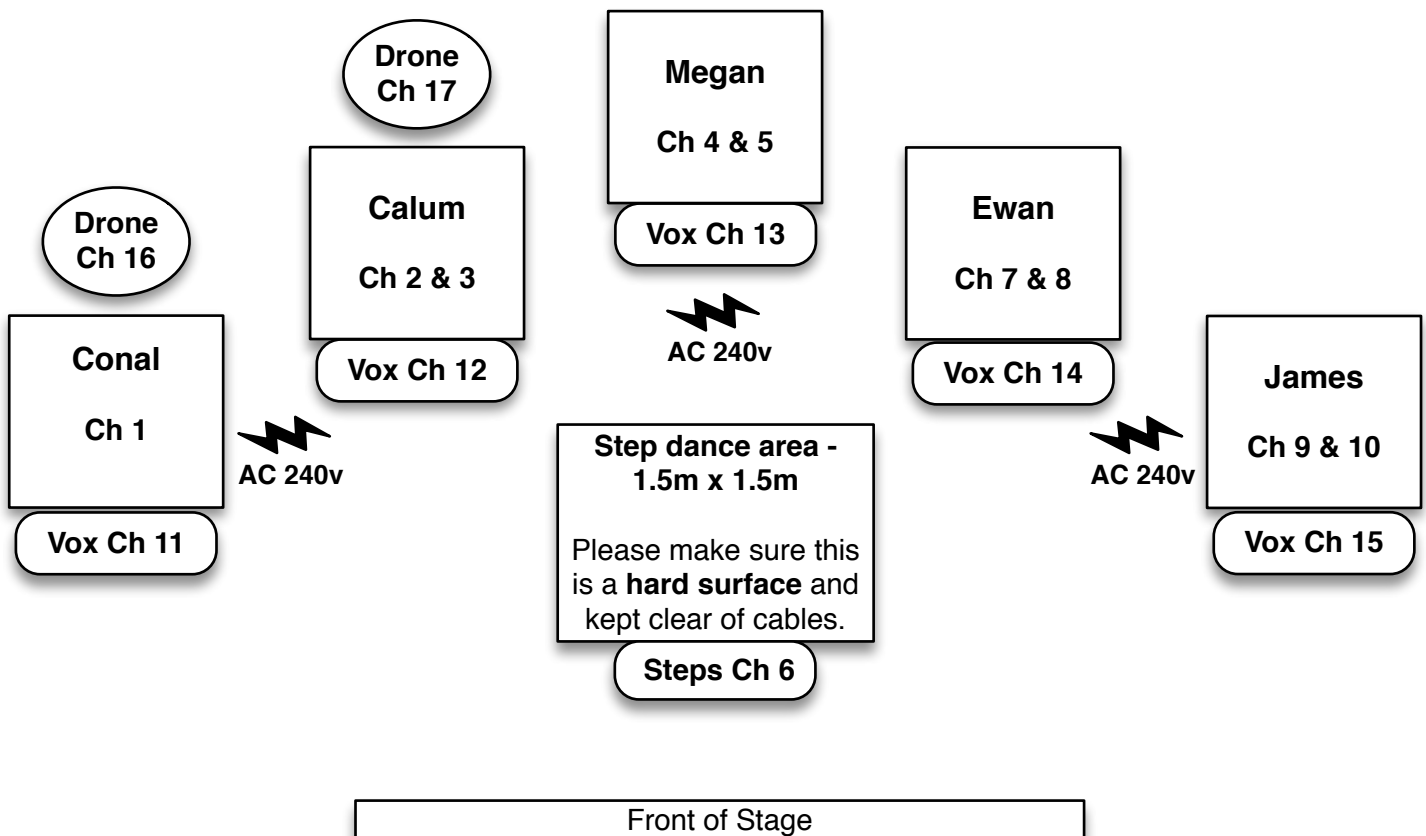 Drone
Ch 17
Megan
Ch 4 & 5
Vox Ch 13
Calum
Ch 2 & 3
Vox Ch 12
Ewan
Ch 7 & 8
Vox Ch 14
Drone
Ch 16
Conal
Ch 1
Vox Ch 11
AC 240v
AC 240v
AC 240v
James
Ch 9 & 10
Vox Ch 15
Step dance area -
1.5m x 1.5m
Please make sure this
is a hard surface and
kept clear of cables.
Steps Ch 6
Front of Stage